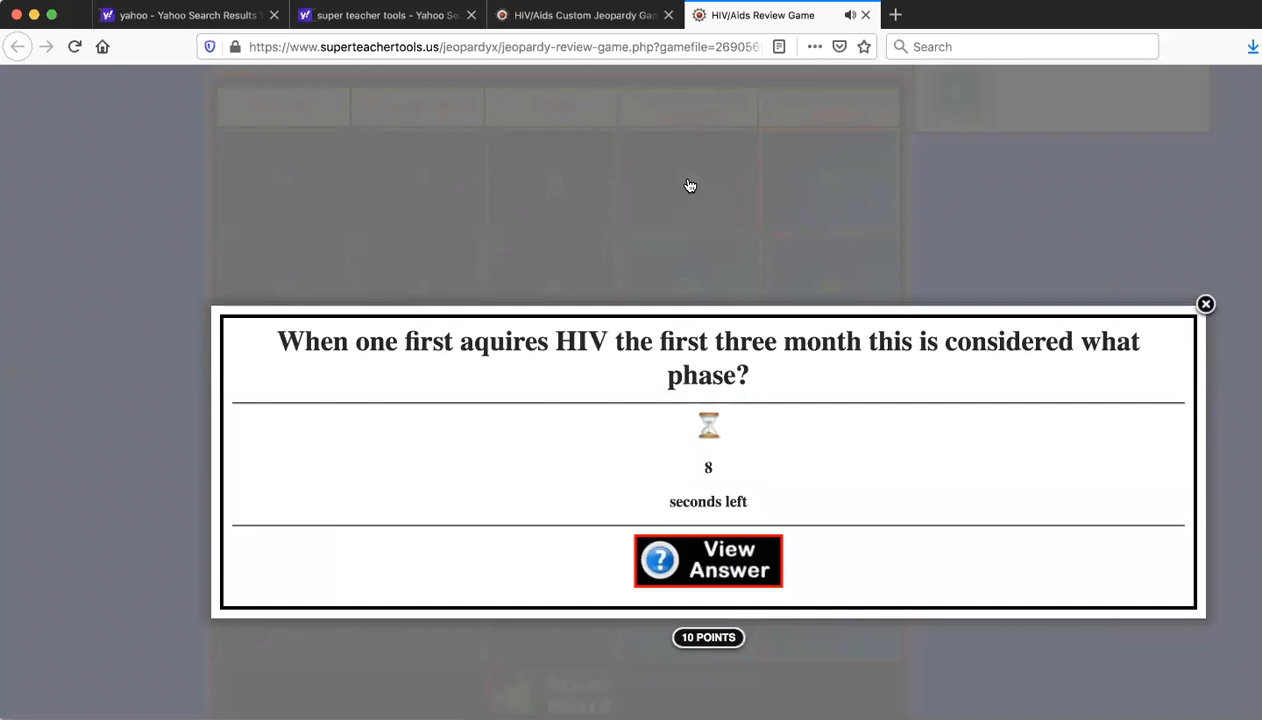 yahoo - Yahoo Search Results
super teacher tools - Yahoo Se
HIV/Aids Custom Jeopardy Gam
HIV/Aids Review Game
https://www.superteachertools.us/jeopardyx/jeopardy-review-game.php?gamefile=269056
Search
When one first aquires HIV the first three month this is considered what
phase?
8
seconds left
View
Answer
10 POINTS